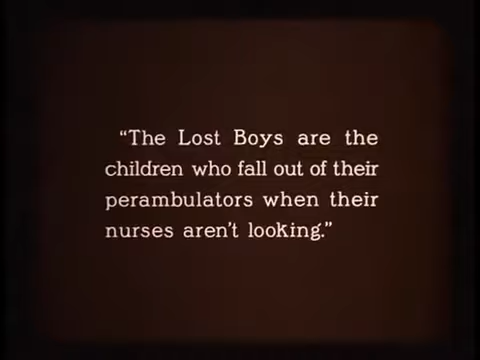 “The Lost Boys are the
children who fall out of their
perambulators when their
nurses aren't looking.”